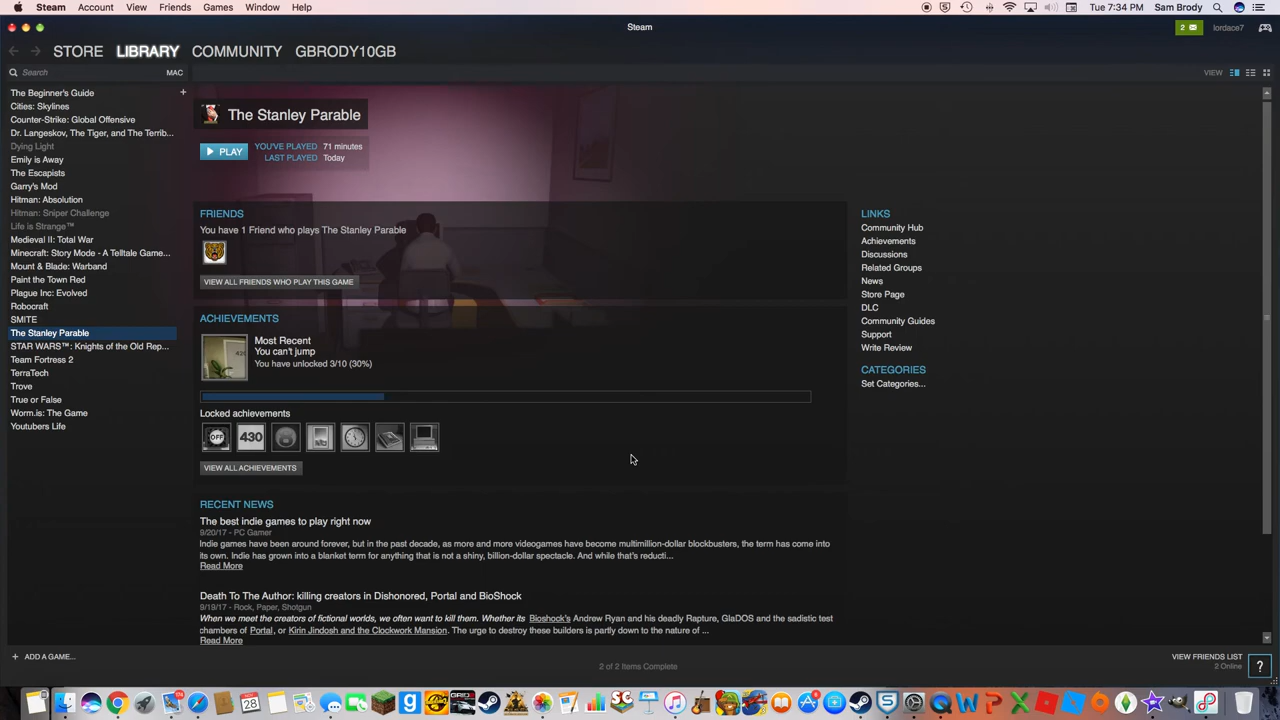 Steam Account View Friends Games Window Help
Tue 7:34 PM Sam Brody
Steam
2
lordace7
STORE LIBRARY COMMUNITY GBRODY10GB
Search MAC
VIEW
The Beginner's Guide +
Cities: Skylines
Counter-Strike: Global Offensive
Dr. Langeskov, The Tiger, and The Terrib...
Dying Light
Emily is Away
The Escapists
Garry's Mod
Hitman: Absolution
Hitman: Sniper Challenge
Life is Strange™
Medieval II: Total War
Minecraft: Story Mode - A Telltale Game...
Mount & Blade: Warband
Paint the Town Red
Plague Inc: Evolved
Robocraft
SMITE
The Stanley Parable
STAR WARS™: Knights of the Old Rep...
Team Fortress 2
TerraTech
Trove
True or False
Worm.is: The Game
Youtubers Life
The Stanley Parable
PLAY
YOU'VE PLAYED 71 minutes
LAST PLAYED Today
FRIENDS
You have 1 Friend who plays The Stanley Parable
VIEW ALL FRIENDS WHO PLAY THIS GAME
ACHIEVEMENTS
Most Recent
You can't jump
You have unlocked 3/10 (30%)
Locked achievements
OFF 430
VIEW ALL ACHIEVEMENTS
RECENT NEWS
The best indie games to play right now
9/20/17 - PC Gamer
Indie games have been around forever, but in the past decade, as more and more videogames have become multimillion-dollar blockbusters, the term has come into
its own. Indie has grown into a blanket term for anything that is not a shiny, billion-dollar spectacle. And while that's reducti...
Read More
Death To The Author: killing creators in Dishonored, Portal and BioShock
9/19/17 - Rock, Paper, Shotgun
When we meet the creators of fictional worlds, we often want to kill them. Whether its Bioshock's Andrew Ryan and his deadly Rapture, GlaDOS and the sadistic test
chambers of Portal, or Kirin Jindosh and the Clockwork Mansion. The urge to destroy these builders is partly down to the nature of ...
Read More
LINKS
Community Hub
Achievements
Discussions
Related Groups
News
Store Page
DLC
Community Guides
Support
Write Review
CATEGORIES
Set Categories...
+ ADD A GAME...
2 of 2 Items Complete
VIEW FRIENDS LIST
2 Online
?
28